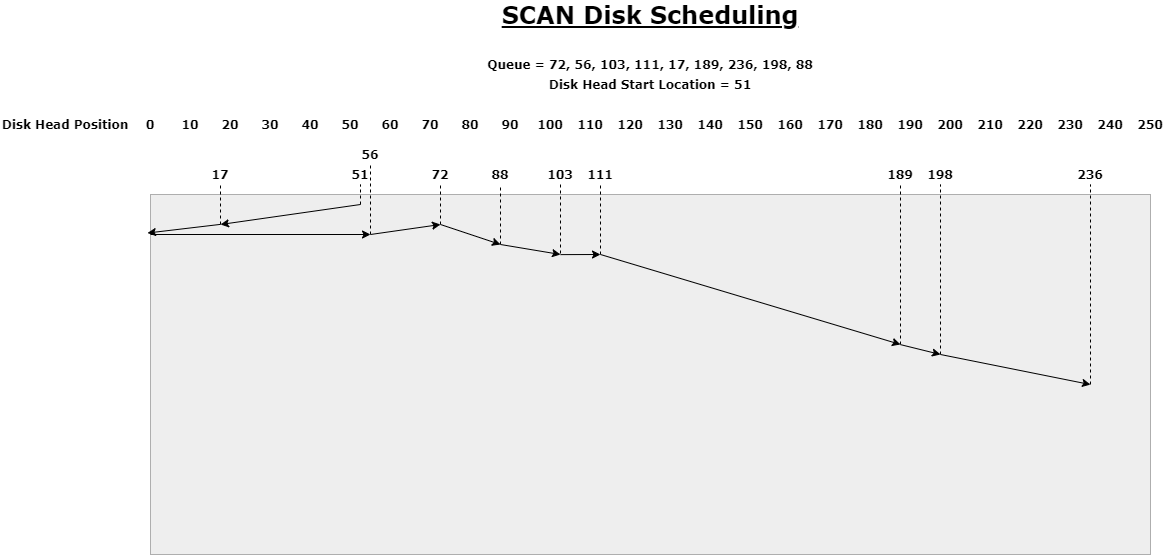 SCAN Disk Scheduling
Queue = 72, 56, 103, 111, 17, 189, 236, 198, 88
Disk Head Start Location = 51
Disk Head Position 0 10 20 30 40 50 60 70 80 90 100 110 120 130 140 150 160 170 180 190 200 210 220 230 240 250
56
17 51 72 88 103 111 189 198 236